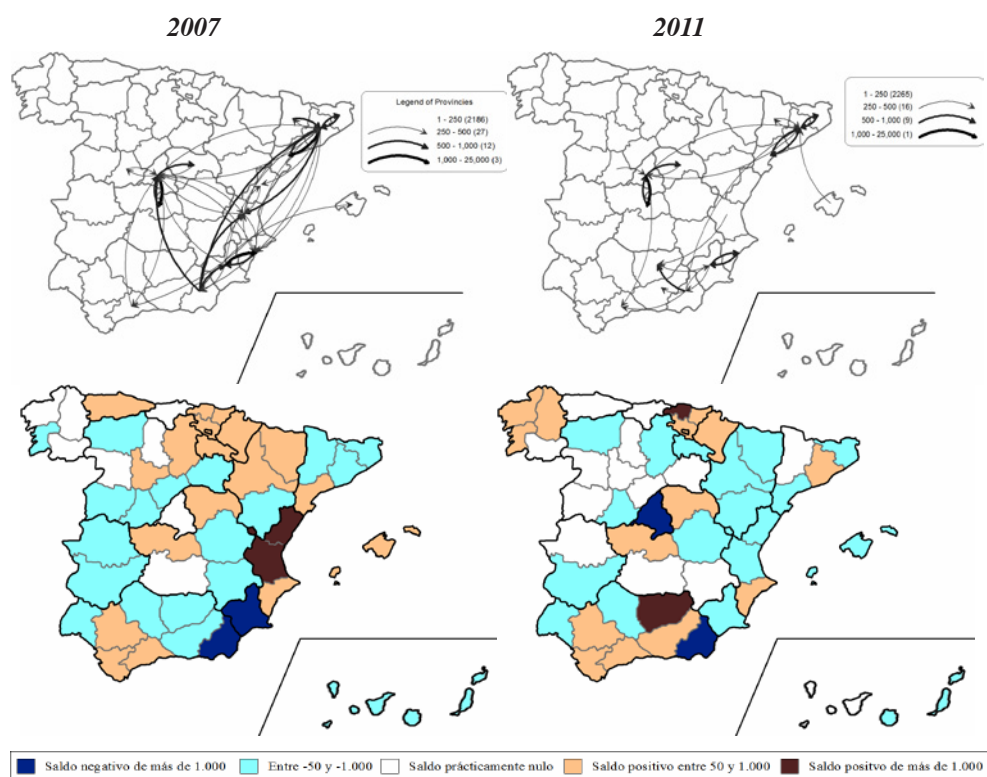 2007
2011
Legend of Provinces
1 - 250 (2186)
250 - 500 (27)
500 - 1,000 (12)
1,000 - 25,000 (3)
1 - 250 (2265)
250 - 500 (16)
500 - 1,000 (9)
1,000 - 25,000 (1)
Saldo negativo de más de 1.000 Entre -50 y -1.000 Saldo prácticamente nulo Saldo positivo entre 50 y 1.000 Saldo positvo de más de 1.000